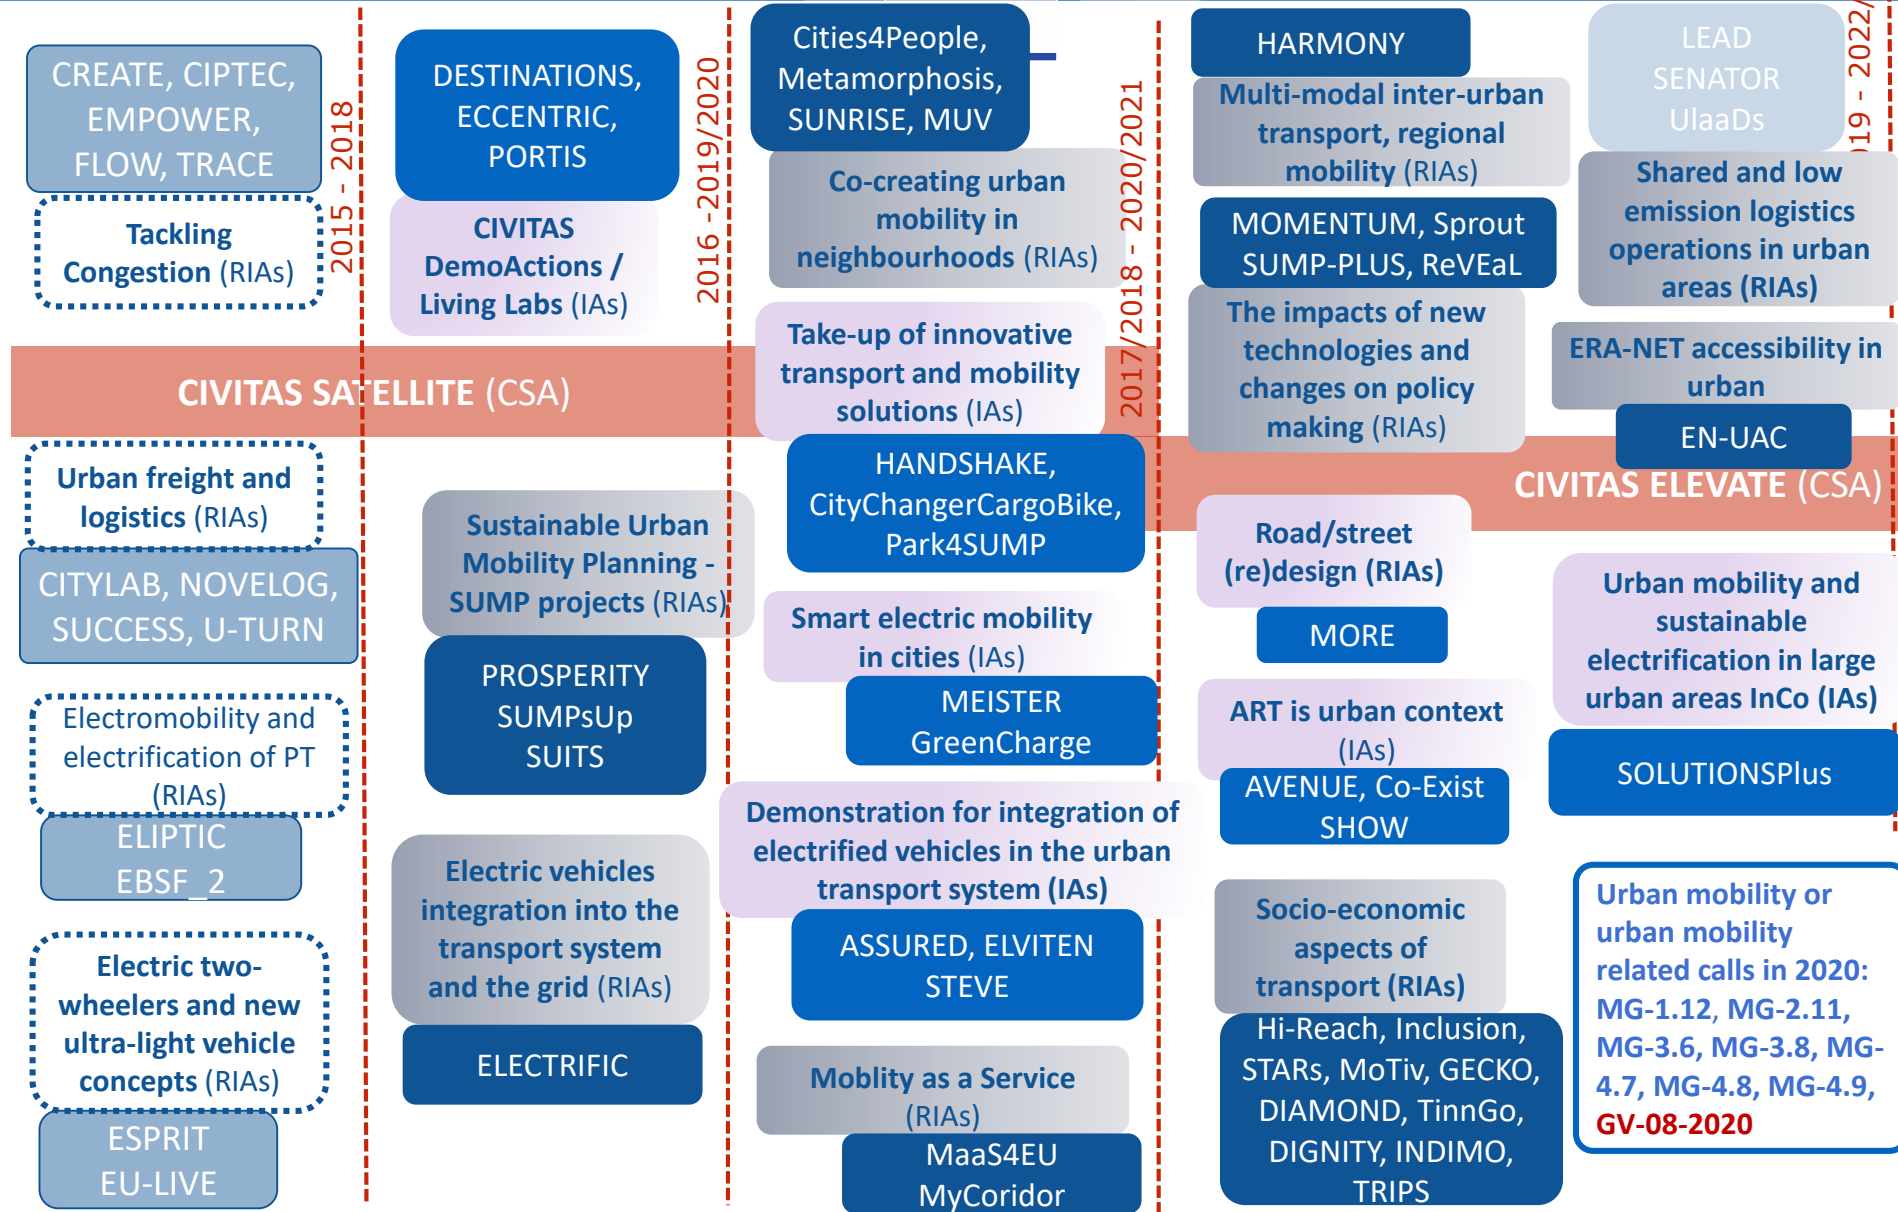 CREATE, CIPTEC,
EMPOWER,
FLOW, TRACE
Tackling
Congestion (RIAs)
2015 - 2018
CIVITAS SATELLITE (CSA)
Urban freight and
logistics (RIAs)
CITYLAB, NOVELOG,
SUCCESS, U-TURN
Electromobility and
electrification of PT
(RIAs)
ELIPTIC
EBSF_2
Electric two-
wheelers and new
ultra-light vehicle
concepts (RIAs)
ESPRIT
EU-LIVE
DESTINATIONS,
ECCENTRIC,
PORTIS
CIVITAS
DemoActions /
Living Labs (IAs)
2016 -2019/2020
Sustainable Urban
Mobility Planning -
SUMP projects (RIAs)
PROSPERITY
SUMPsUp
SUITS
Electric vehicles
integration into the
transport system
and the grid (RIAs)
ELECTRIFIC
Cities4People,
Metamorphosis,
SUNRISE, MUV
Co-creating urban
mobility in
neighbourhoods (RIAs)
2017/2018 - 2020/2021
Take-up of innovative
transport and mobility
solutions (IAs)
HANDSHAKE,
CityChangerCargoBike,
Park4SUMP
Smart electric mobility
in cities (IAs)
MEISTER
GreenCharge
Demonstration for integration of
electrified vehicles in the urban
transport system (IAs)
ASSURED, ELVITEN
STEVE
Moblity as a Service
(RIAs)
MaaS4EU
MyCoridor
HARMONY
Multi-modal inter-urban
transport, regional
mobility (RIAs)
MOMENTUM, Sprout
SUMP-PLUS, ReVEaL
The impacts of new
technologies and
changes on policy
making (RIAs)
CIVITAS ELEVATE (CSA)
Road/street
(re)design (RIAs)
MORE
ART is urban context
(IAs)
AVENUE, Co-Exist
SHOW
Socio-economic
aspects of
transport (RIAs)
Hi-Reach, Inclusion,
STARs, MoTiv, GECKO,
DIAMOND, TinnGo,
DIGNITY, INDIMO,
TRIPS
LEAD
SENATOR
UlaaDs
019 - 2022/
Shared and low
emission logistics
operations in urban
areas (RIAs)
ERA-NET accessibility in
urban
EN-UAC
Urban mobility and
sustainable
electrification in large
urban areas InCo (IAs)
SOLUTIONSPlus
Urban mobility or
urban mobility
related calls in 2020:
MG-1.12, MG-2.11,
MG-3.6, MG-3.8, MG-
4.7, MG-4.8, MG-4.9,
GV-08-2020